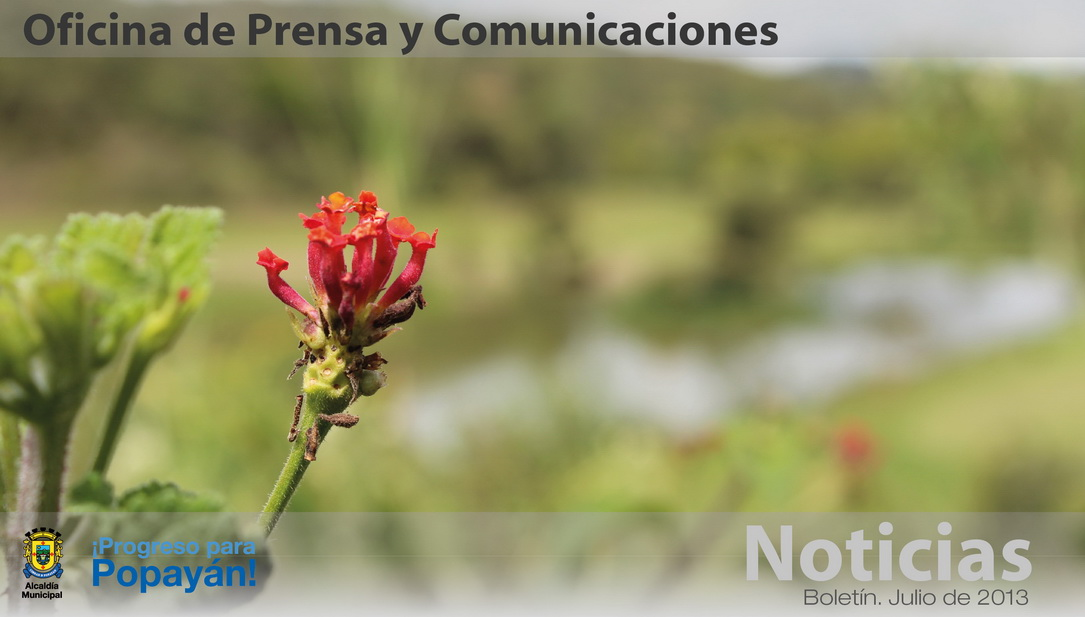 Oficina de Prensa y Comunicaciones
¡Progreso para
Popayán!
Alcaldía
Municipal
Noticias
Boletín. Julio de 2013